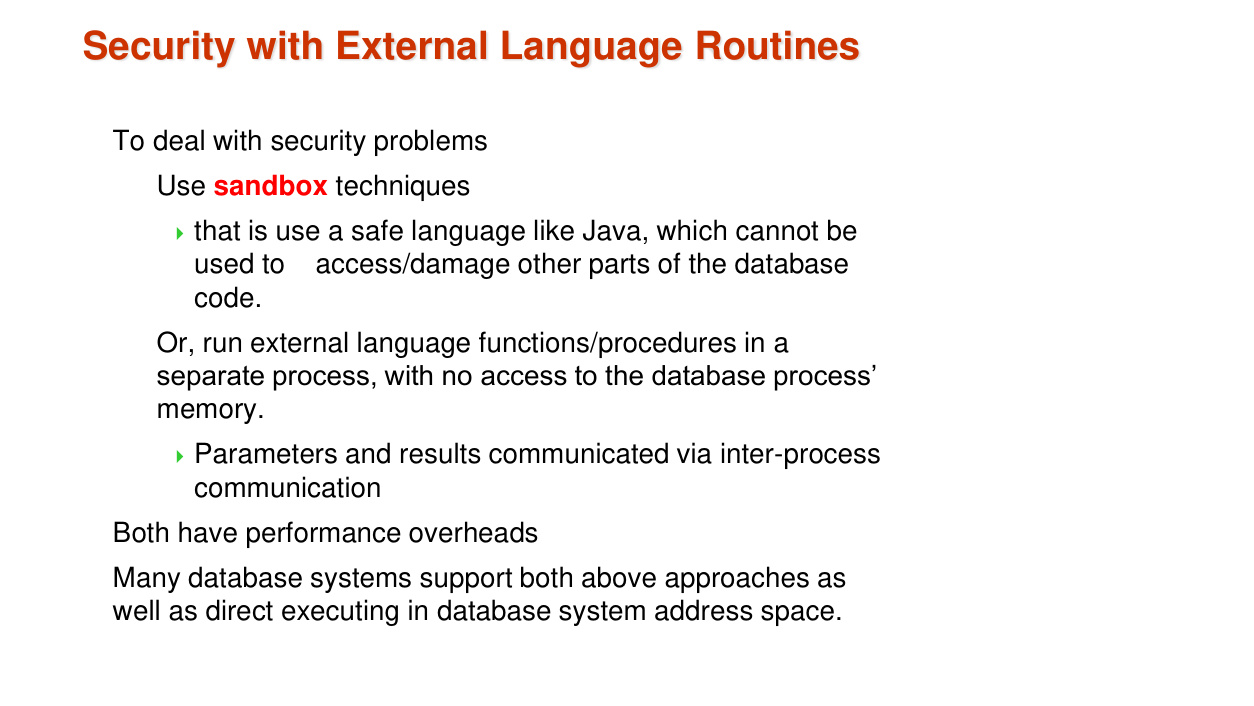 Security with External Language Routines
To deal with security problems
Use sandbox techniques
that is use a safe language like Java, which cannot be
used to    access/damage other parts of the database
code.
Or, run external language functions/procedures in a
separate process, with no access to the database process’
memory.
Parameters and results communicated via inter-process
communication
Both have performance overheads
Many database systems support both above approaches as
well as direct executing in database system address space.